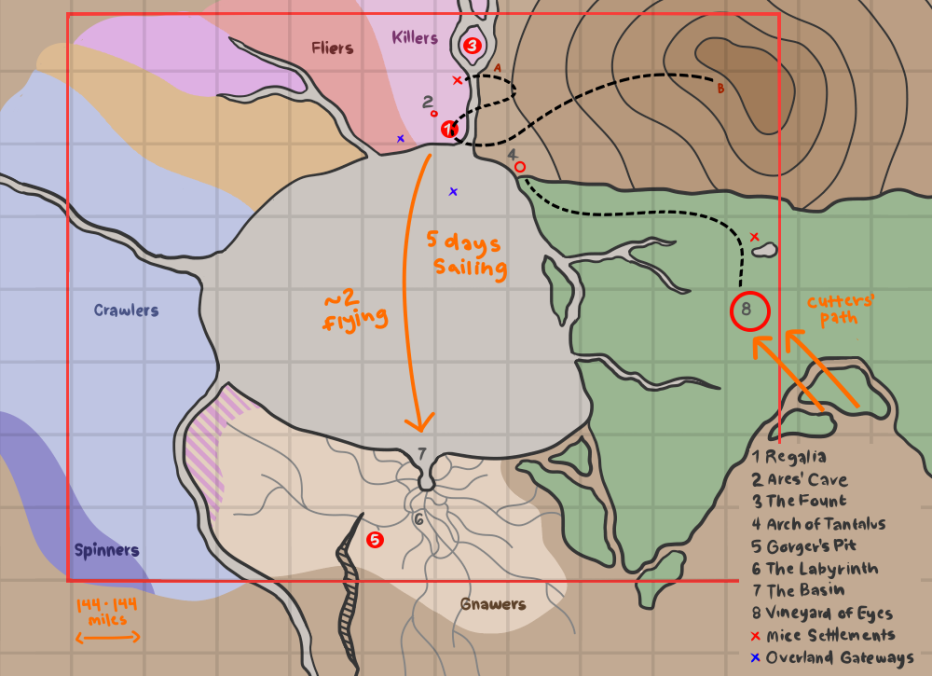 Fliers
Killers
3
A
B
2
1
4
5 days
Sailing
~2
flying
8
Cutters'
path
Crawlers
7
6
5
Spinners
Gnawers
144·144
miles
1 Regalia
2 Ares' Cave
3 The Fount
4 Arch of Tantalus
5 Gorger's Pit
6 The Labyrinth
7 The Basin
8 Vineyard of Eyes
x Mice Settlements
x Overland Gateways